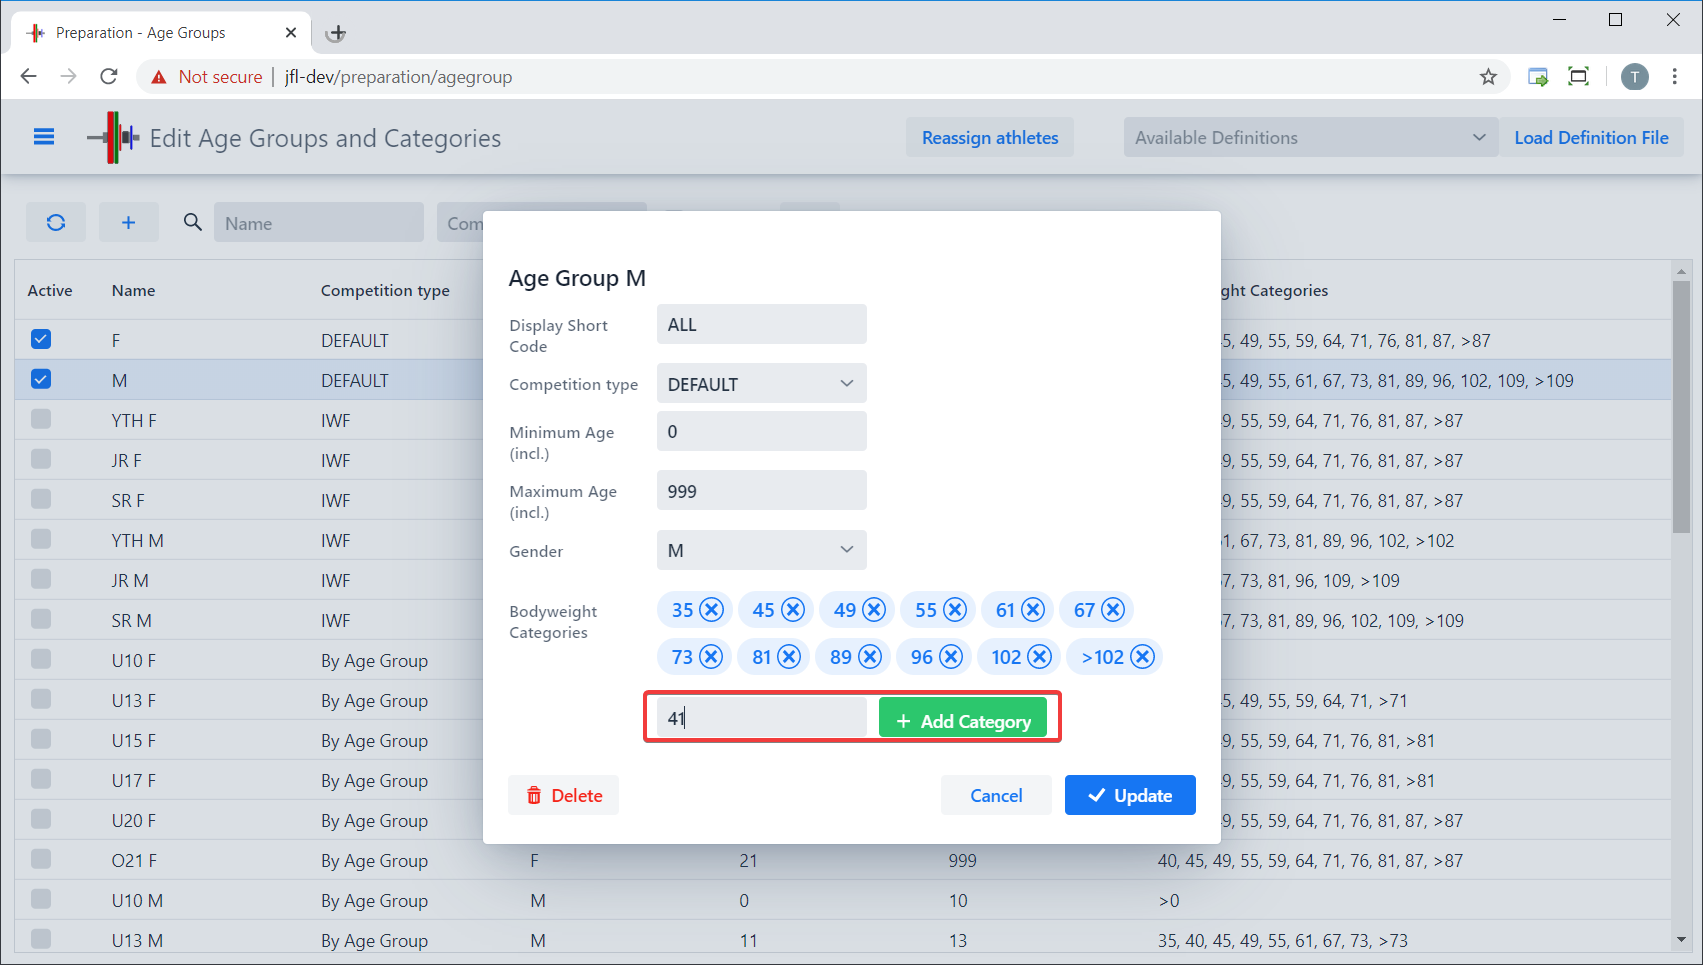 Preparation - Age Groups
Not secure | jfl-dev/preparation/agegroup
T
Edit Age Groups and Categories
Reassign athletes
Available Definitions
Load Definition File
Name
Com
Active Name Competition type ght Categories
F DEFAULT 5, 49, 55, 59, 64, 71, 76, 81, 87, >87
M DEFAULT 5, 49, 55, 61, 67, 73, 81, 89, 96, 102, 109, >109
YTH F IWF 9, 55, 59, 64, 71, 76, 81, 87, >87
JR F IWF 9, 55, 59, 64, 71, 76, 81, 87, >87
SR F IWF 9, 55, 59, 64, 71, 76, 81, 87, >87
YTH M IWF 1, 67, 73, 81, 89, 96, 102, >102
JR M IWF 7, 73, 81, 96, 109, >109
SR M IWF 7, 73, 81, 89, 96, 102, 109, >109
U10 F By Age Group
U13 F By Age Group 5, 49, 55, 59, 64, 71, >71
U15 F By Age Group 9, 55, 59, 64, 71, 76, 81, >81
U17 F By Age Group 9, 55, 59, 64, 71, 76, 81, >81
U20 F By Age Group 9, 55, 59, 64, 71, 76, 81, 87, >87
O21 F By Age Group F 21 999 40, 45, 49, 55, 59, 64, 71, 76, 81, 87, >87
U10 M By Age Group M 0 10 >0
U13 M By Age Group M 11 13 35, 40, 45, 49, 55, 61, 67, 73, >73
Age Group M
Display Short Code ALL
Competition type DEFAULT
Minimum Age (incl.) 0
Maximum Age (incl.) 999
Gender M
Bodyweight Categories
35 45 49 55 61 67
73 81 89 96 102 >102
41 + Add Category
Delete Cancel Update